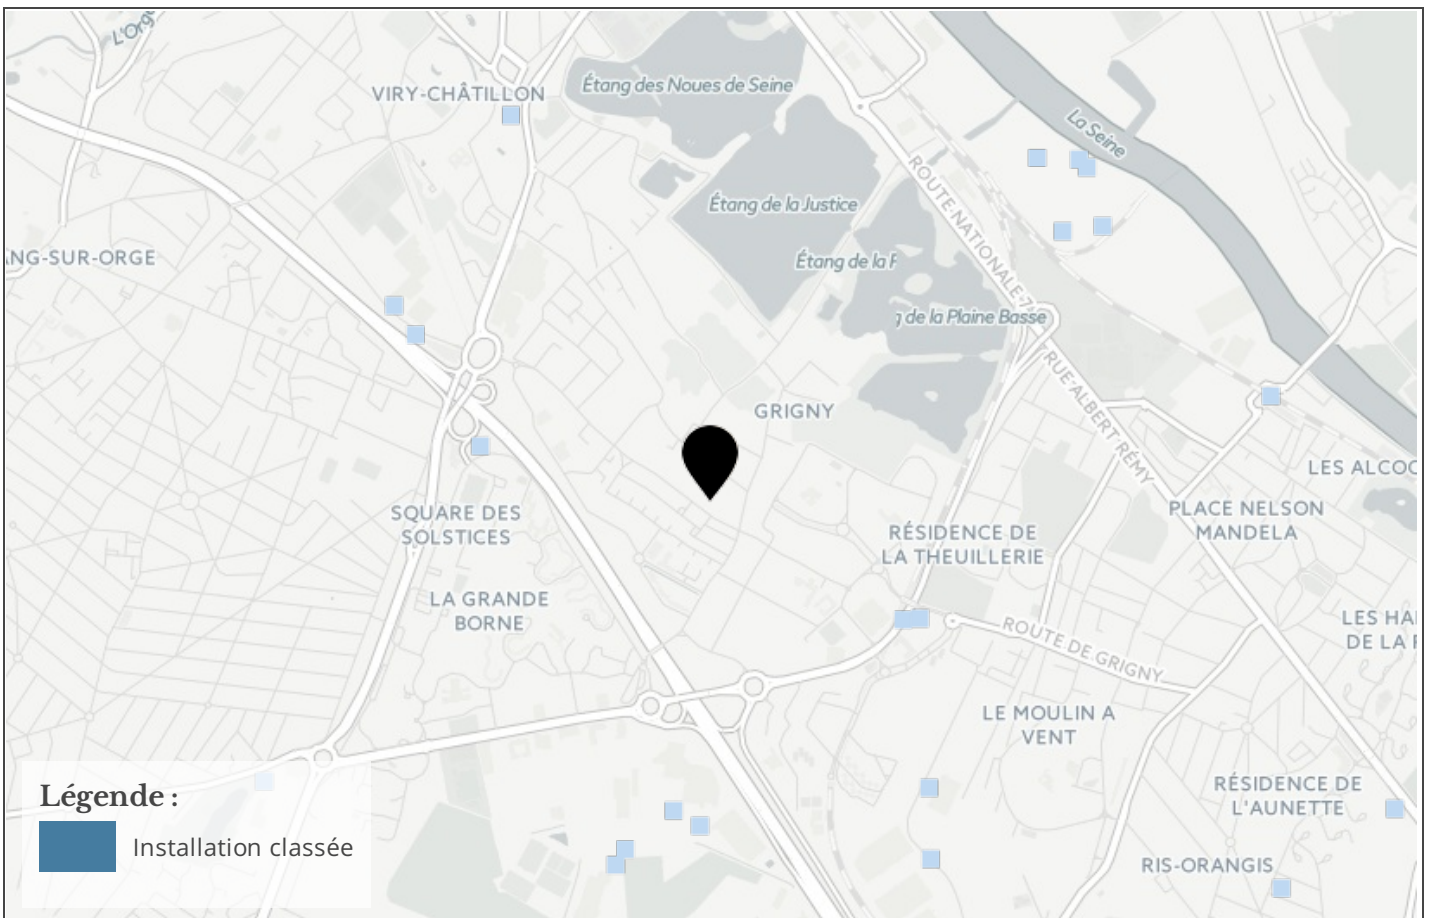 L'Orge
VIRY-CHÂTILLON
Étang des Noues de Seine
La Seine
Étang de la Justice
ROUTE NATIONALE 7
ANG-SUR-ORGE
Étang de la P
g de la Plaine Basse
RUE ALBERT RÉMY
GRIGNY
LES ALCOO
SQUARE DES
SOLSTICES
PLACE NELSON
MANDELA
RÉSIDENCE DE
LA THEUILLERIE
LA GRANDE
BORNE
LES HA
DE LA
ROUTE DE GRIGNY
LE MOULIN A
VENT
RÉSIDENCE DE
L'AUNETTE
RIS-ORANGIS
Légende :
Installation classée